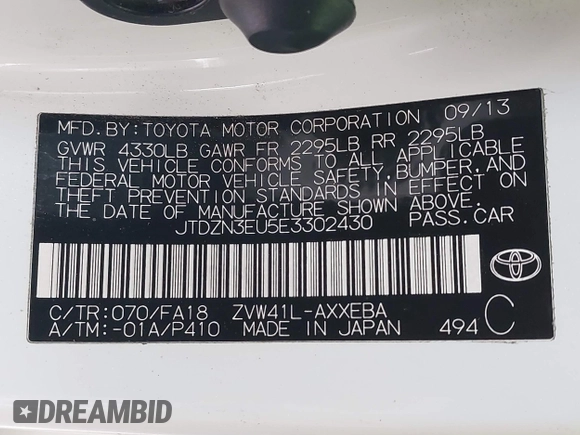 MFD. BY: TOYOTA MOTOR CORPORATION 09/13
GVWR 4330LB GAWR FR 2295LB RR 2295LB
THIS VEHICLE CONFORMS TO ALL APPLICABLE
FEDERAL MOTOR VEHICLE SAFETY, BUMPER, AND
THEFT PREVENTION STANDARDS IN EFFECT ON
THE DATE OF MANUFACTURE SHOWN ABOVE.
JTDZN3EU5E3302430 PASS. CAR
C/TR: 070/FA18 ZVW41L-AXXEBA
A/TM: -01A/P410 MADE IN JAPAN 494 C
DREAMBID